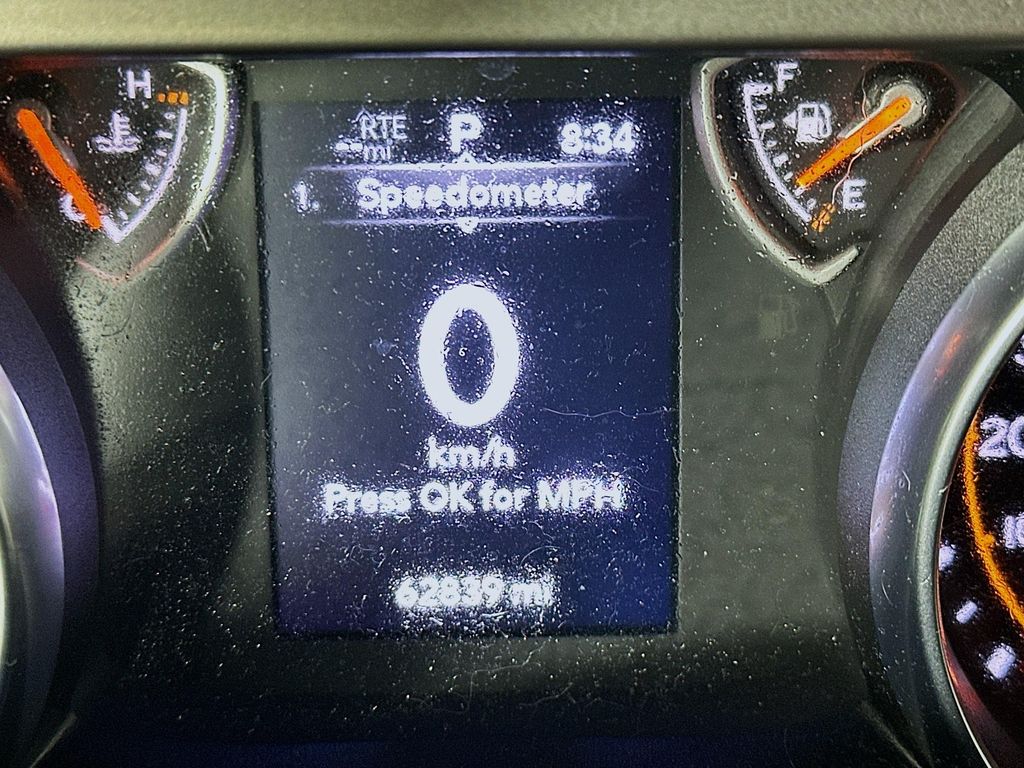 H
F
RTE
P
8:34
--mi
1. Speedometer
E
0
km/h
Press OK for MPH
62839 mi